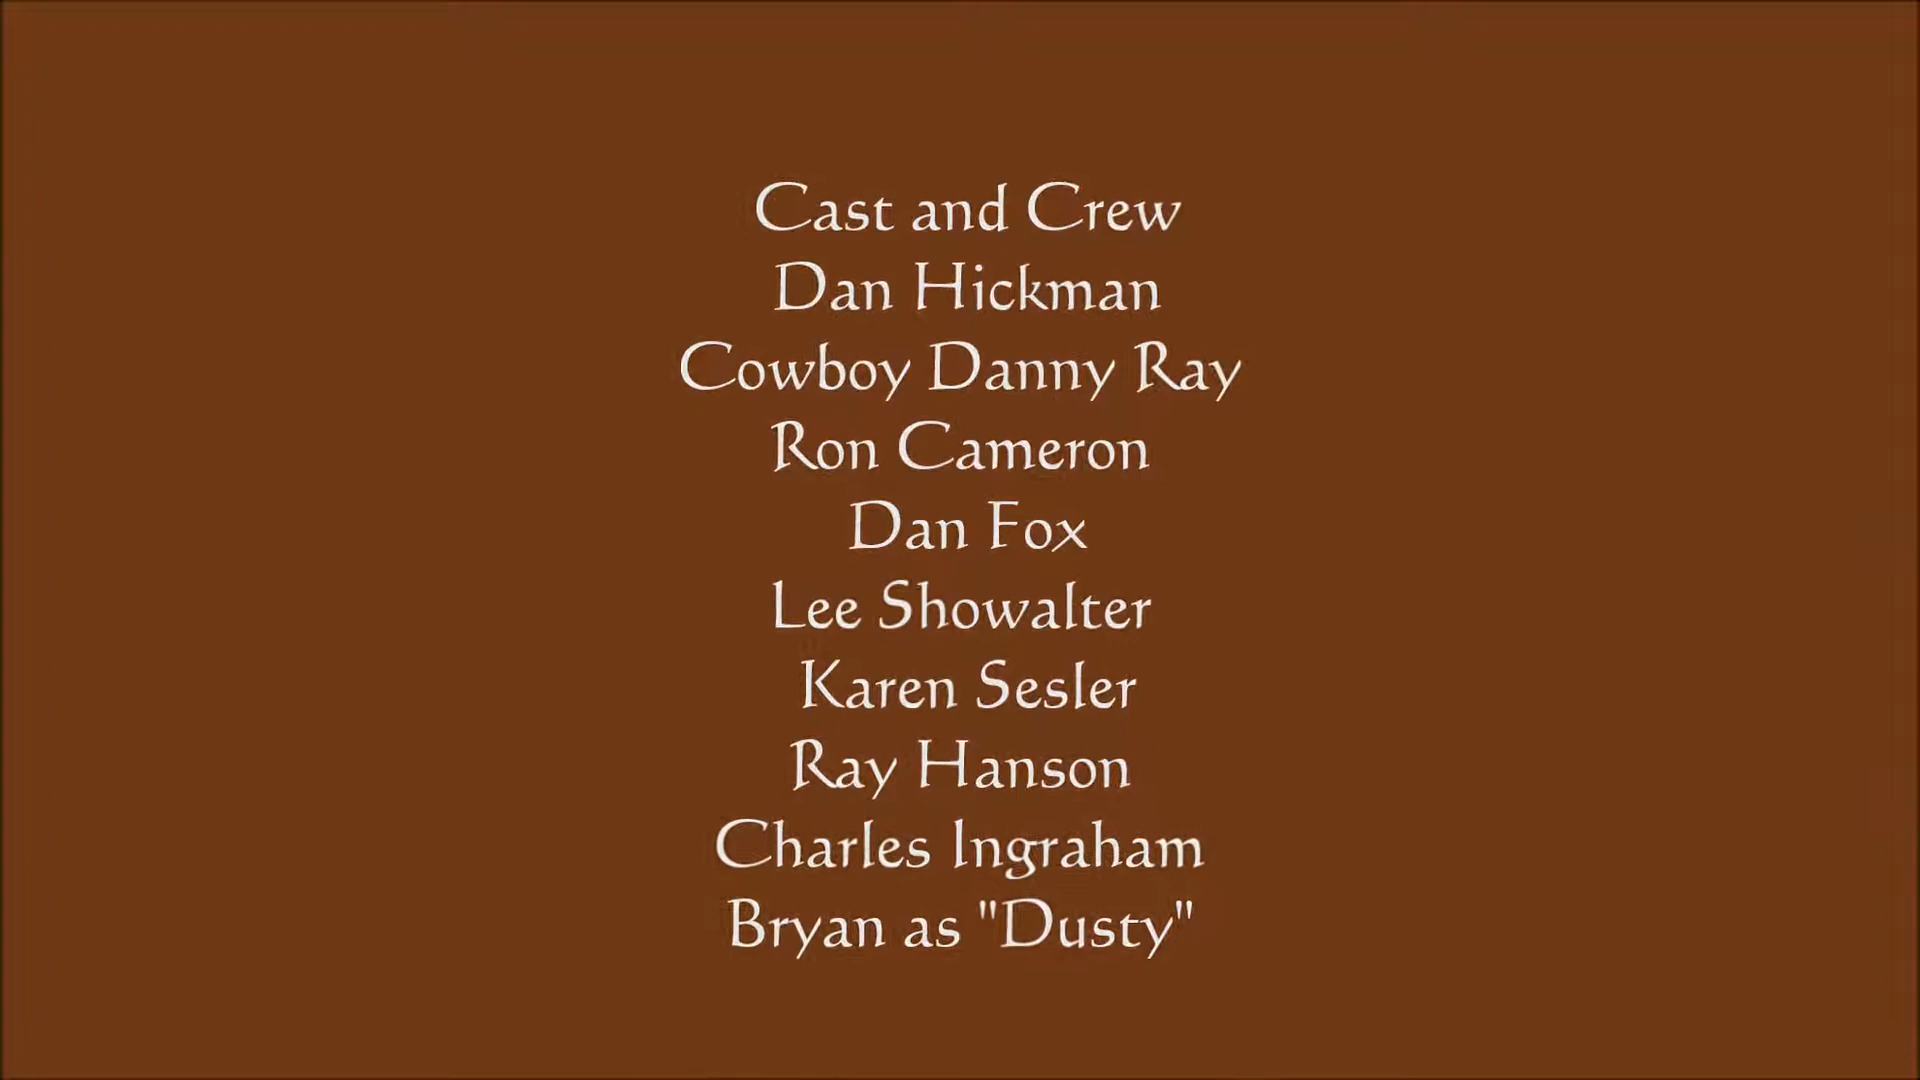 Cast and Crew
Dan Hickman
Cowboy Danny Ray
Ron Cameron
Dan Fox
Lee Showalter
Karen Sesler
Ray Hanson
Charles Ingraham
Bryan as "Dusty"